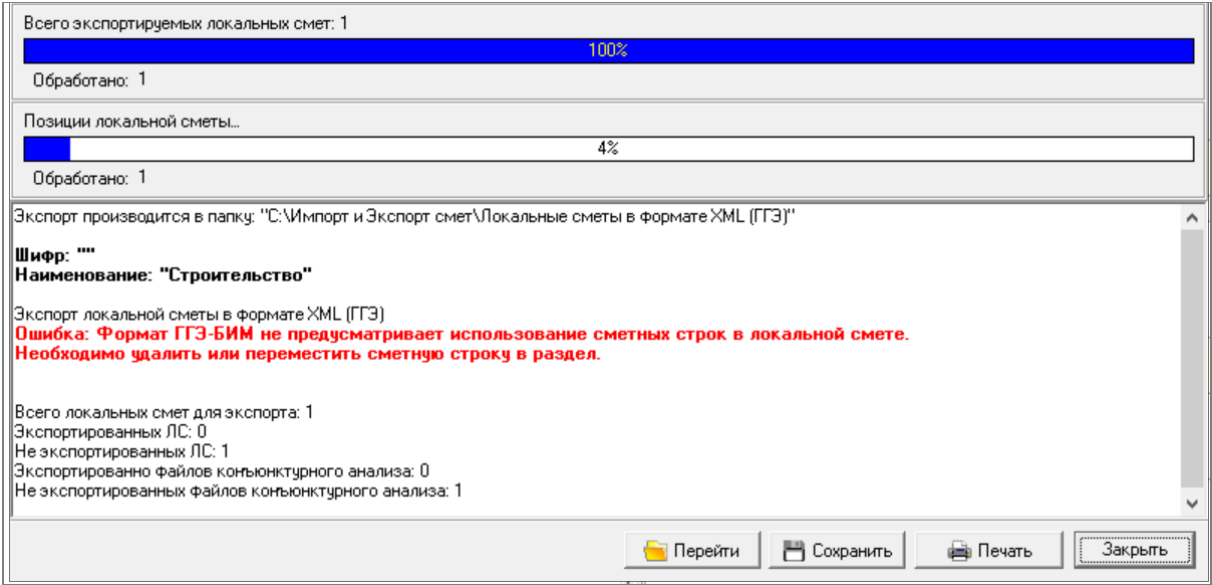 Всего экспортируемых локальных смет: 1
100%
Обработано: 1
Позиции локальной сметы...
4%
Обработано: 1
Экспорт производится в папку: "C:\Импорт и Экспорт смет\Локальные сметы в формате XML (ГГЭ)"
Шифр: ""
Наименование: "Строительство"
Экспорт локальной сметы в формате XML (ГГЭ)
Ошибка: Формат ГГЭ-БИМ не предусматривает использование сметных строк в локальной смете.
Необходимо удалить или переместить сметную строку в раздел.
Всего локальных смет для экспорта: 1
Экспортированных ЛС: 0
Не экспортированных ЛС: 1
Экспортированно файлов конъюнктурного анализа: 0
Не экспортированных файлов конъюнктурного анализа: 1
Перейти
Сохранить
Печать
Закрыть